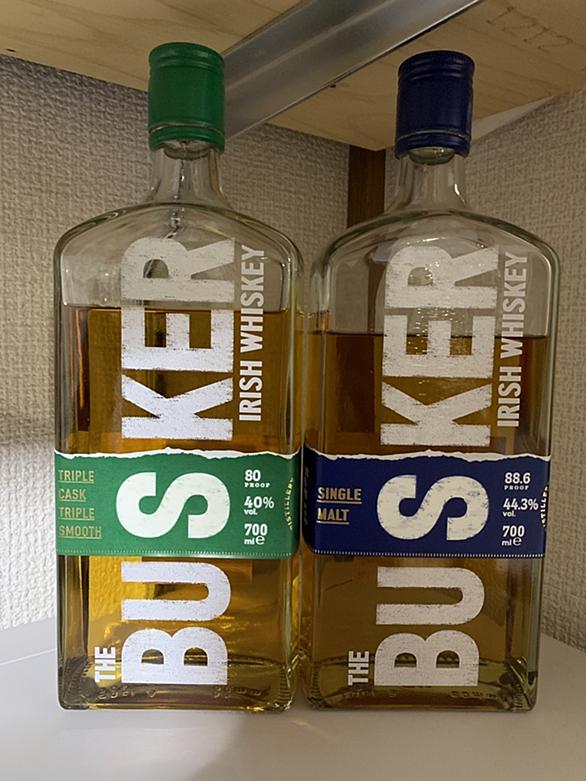 1212
THE BUSKER
IRISH WHISKEY
TRIPLE
CASK
TRIPLE
SMOOTH
80
PROOF
40%
vol.
700
ml e
THE BUSKER
IRISH WHISKEY
SINGLE
MALT
88.6
PROOF
44.3%
vol.
700
ml e